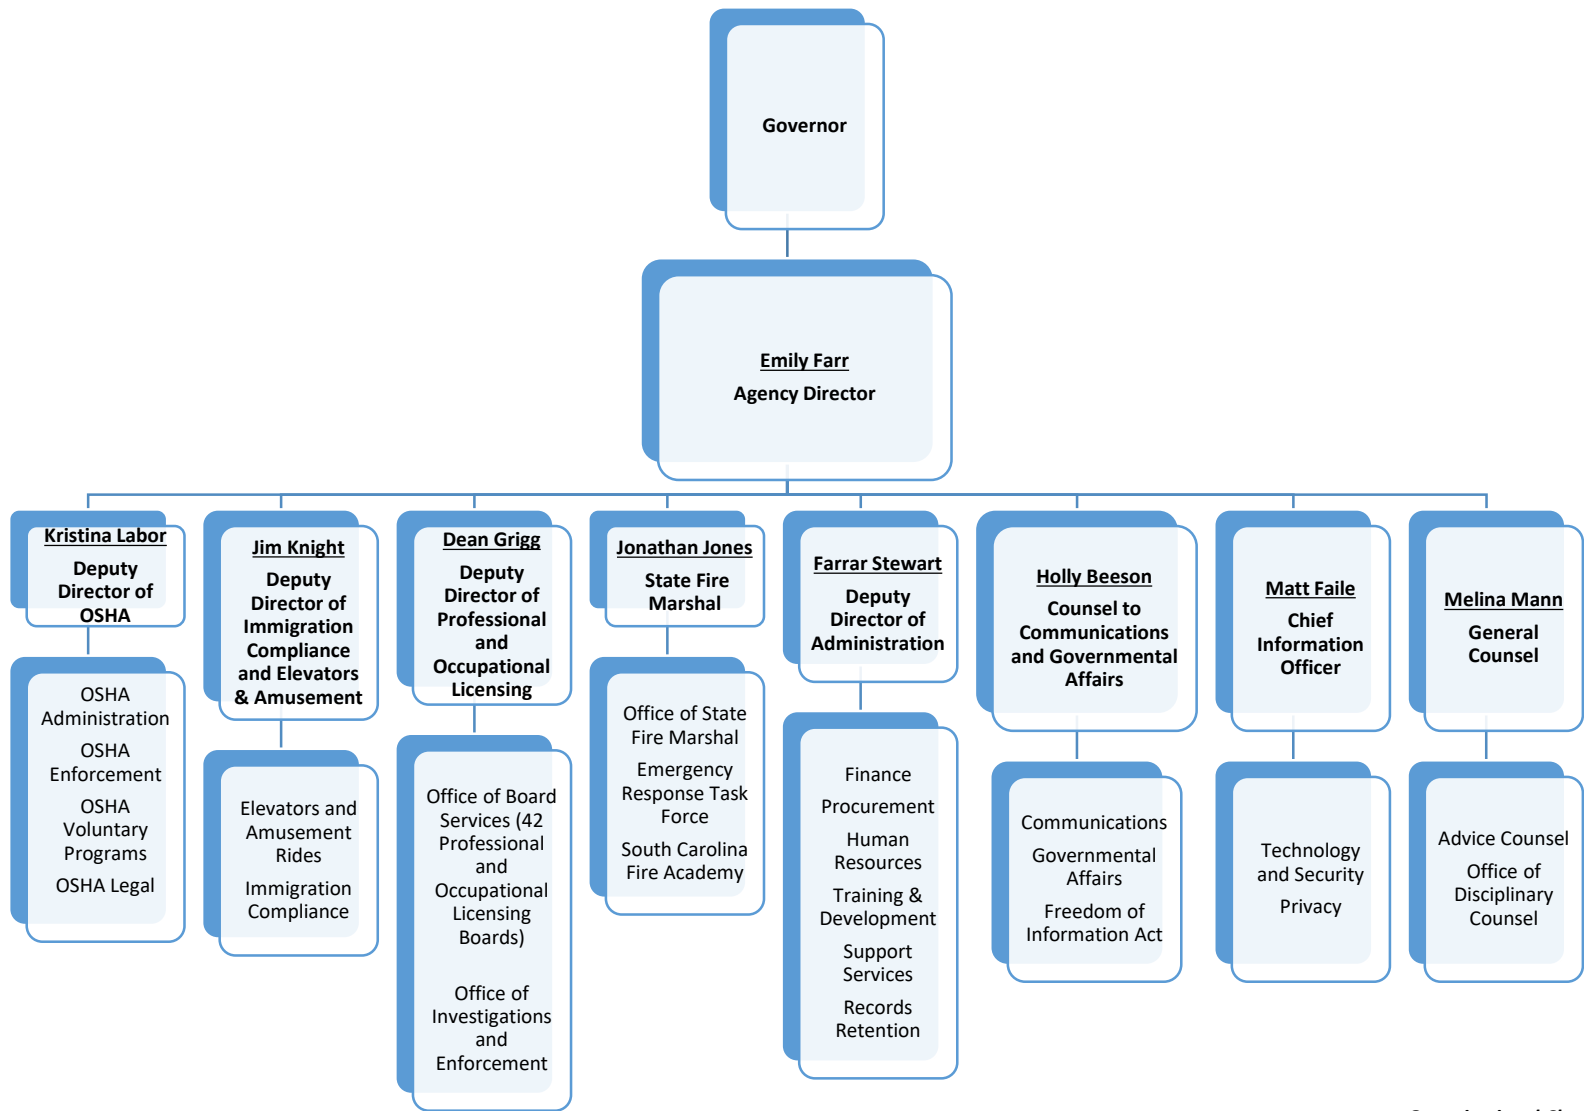 Governor
Emily Farr
Agency Director
Kristina Labor
Deputy
Director of
OSHA
OSHA
Administration
OSHA
Enforcement
OSHA
Voluntary
Programs
OSHA Legal
Jim Knight
Deputy
Director of
Immigration
Compliance
and Elevators
& Amusement
Elevators and
Amusement
Rides
Immigration
Compliance
Dean Grigg
Deputy
Director of
Professional
and
Occupational
Licensing
Office of Board
Services (42
Professional
and
Occupational
Licensing
Boards)
Office of
Investigations
and
Enforcement
Jonathan Jones
State Fire
Marshal
Office of State
Fire Marshal
Emergency
Response Task
Force
South Carolina
Fire Academy
Farrar Stewart
Deputy
Director of
Administration
Finance
Procurement
Human
Resources
Training &
Development
Support
Services
Records
Retention
Holly Beeson
Counsel to
Communications
and Governmental
Affairs
Communications
Governmental
Affairs
Freedom of
Information Act
Matt Faile
Chief
Information
Officer
Technology
and Security
Privacy
Melina Mann
General
Counsel
Advice Counsel
Office of
Disciplinary
Counsel